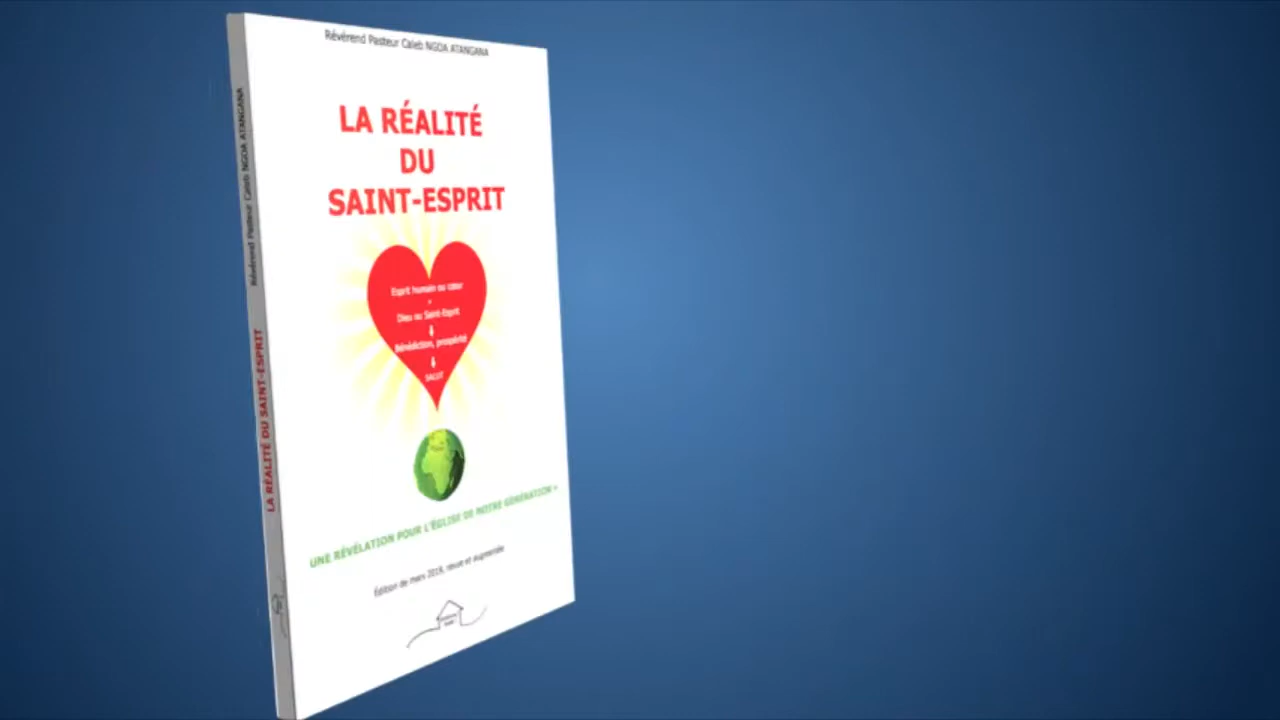 Révérend Pasteur Caleb NGOA ATANGANA
LA RÉALITÉ
DU
SAINT-ESPRIT
Esprit humain ou cœur
+
Dieu ou Saint-Esprit
Bénédiction, prospérité
SALUT
UNE RÉVÉLATION POUR L'ÉGLISE DE NOTRE GÉNÉRATION »
Édition de mars 2019, revue et augmentée
Révérend Pasteur Caleb NGOA ATANGANA
LA RÉALITÉ DU SAINT-ESPRIT